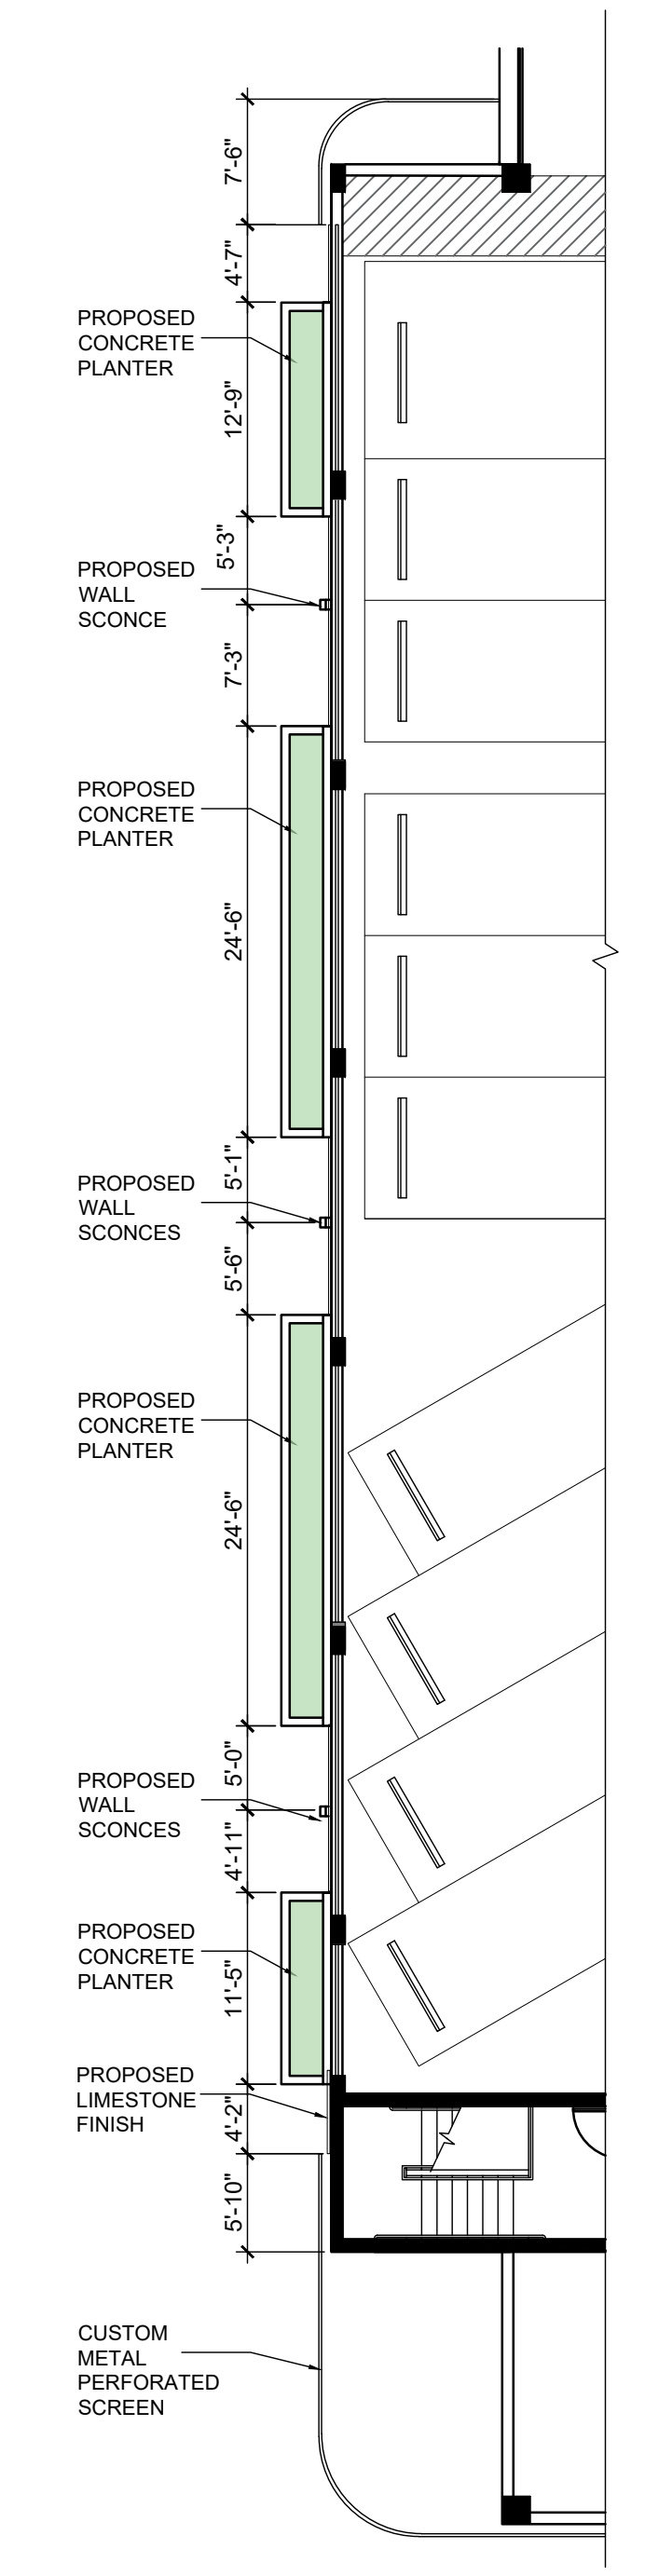 7'-6"
4'-7"
PROPOSED
CONCRETE
PLANTER
12'-9"
5'-3"
PROPOSED
WALL
SCONCE
7'-3"
PROPOSED
CONCRETE
PLANTER
24'-6"
5'-1"
PROPOSED
WALL
SCONCES
5'-6"
PROPOSED
CONCRETE
PLANTER
24'-6"
5'-0"
PROPOSED
WALL
SCONCES
4'-11"
PROPOSED
CONCRETE
PLANTER
11'-5"
PROPOSED
LIMESTONE
FINISH
4'-2"
5'-10"
CUSTOM
METAL
PERFORATED
SCREEN